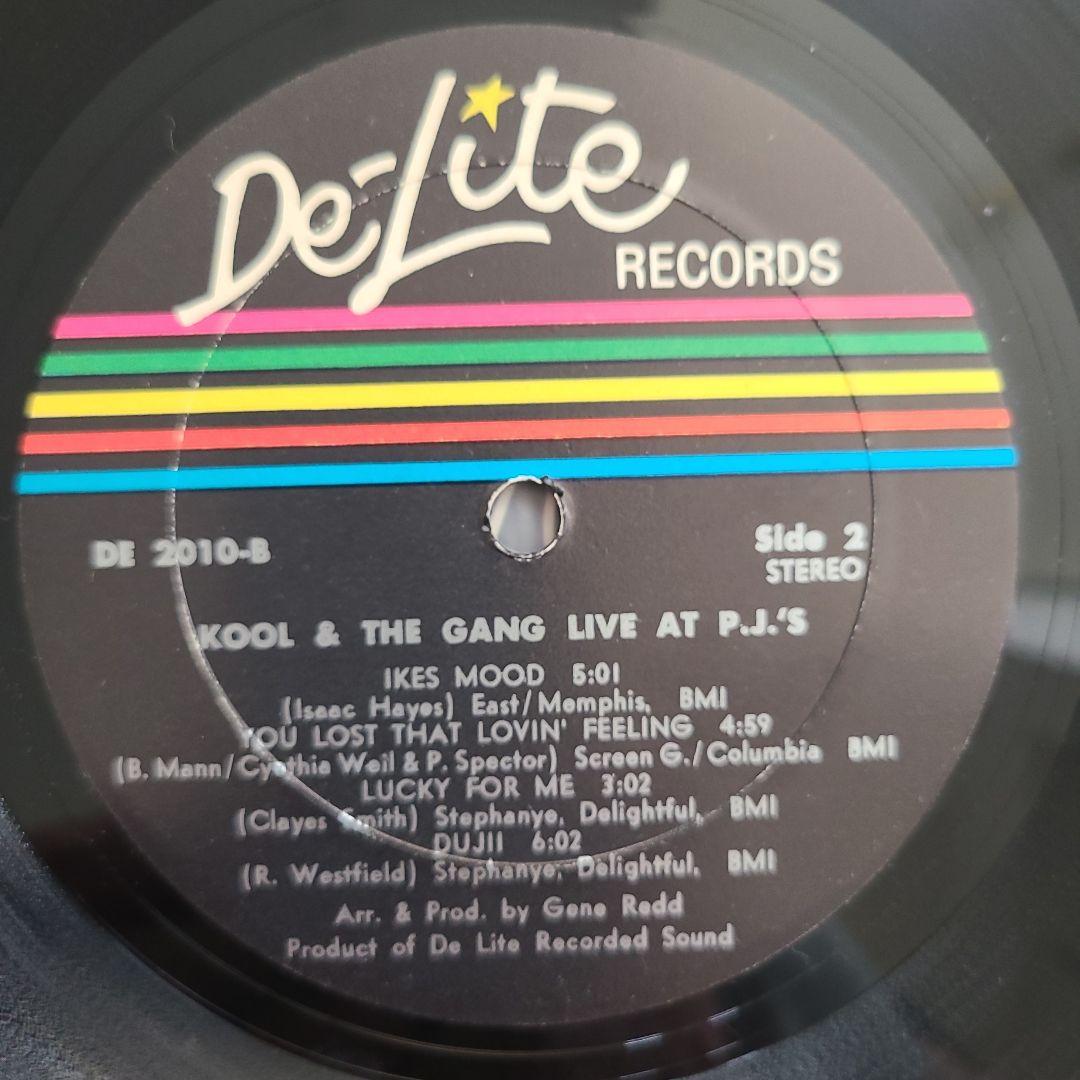 De-Lite
RECORDS
DE 2010-B
Side 2
STEREO
KOOL & THE GANG LIVE AT P.J.'S
IKES MOOD 5:01
(Isaac Hayes) East/Memphis, BMI
YOU LOST THAT LOVIN' FEELING 4:59
(B. Mann/Cynthia Weil & P. Spector) Screen G./Columbia BMI
LUCKY FOR ME 3:02
(Clayes Smith) Stephanye, Delightful, BMI
DUJII 6:02
(R. Westfield) Stephanye, Delightful, BMI
Arr. & Prod. by Gene Redd
Product of De Lite Recorded Sound